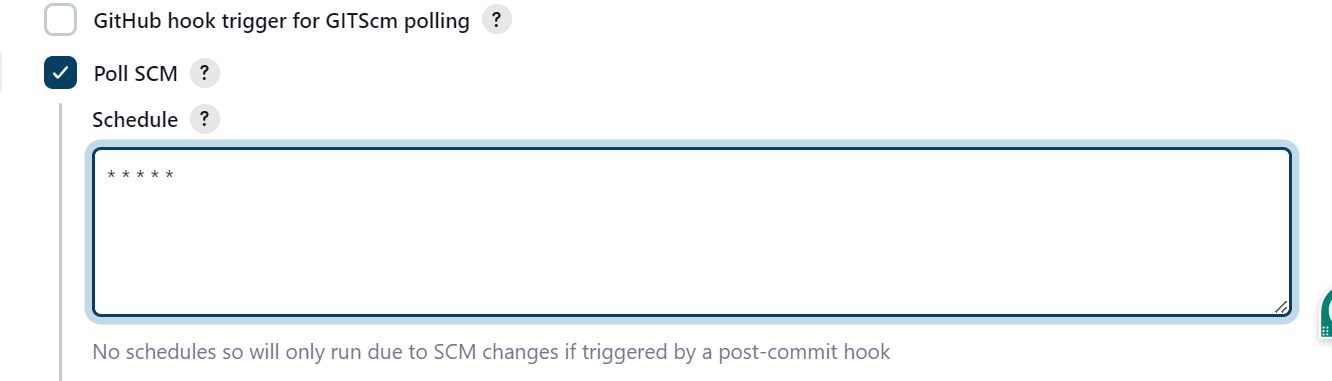 GitHub hook trigger for GITScm polling ?
Poll SCM ?
Schedule ?
* * * * *
No schedules so will only run due to SCM changes if triggered by a post-commit hook